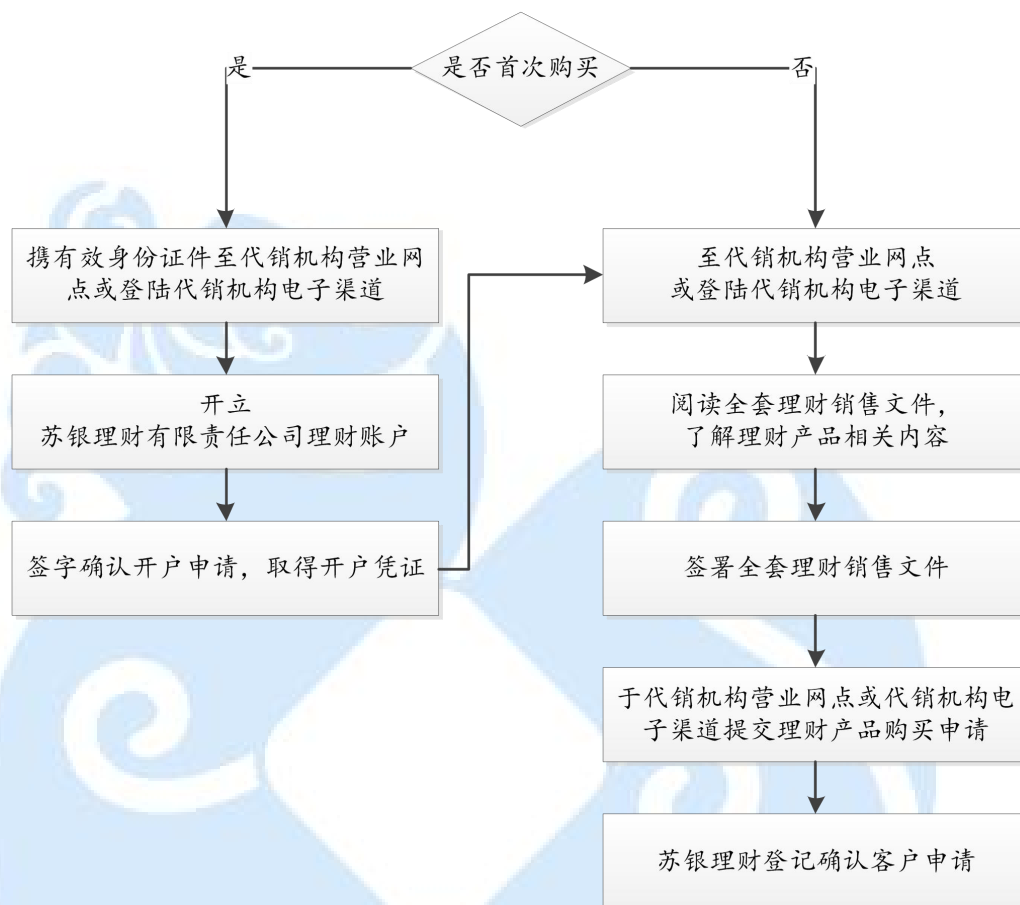 是否首次购买
是
否
携有效身份证件至代销机构营业网
点或登陆代销机构电子渠道
开立
苏银理财有限责任公司理财账户
签字确认开户申请，取得开户凭证
至代销机构营业网点
或登陆代销机构电子渠道
阅读全套理财销售文件，
了解理财产品相关内容
签署全套理财销售文件
于代销机构营业网点或代销机构电
子渠道提交理财产品购买申请
苏银理财登记确认客户申请